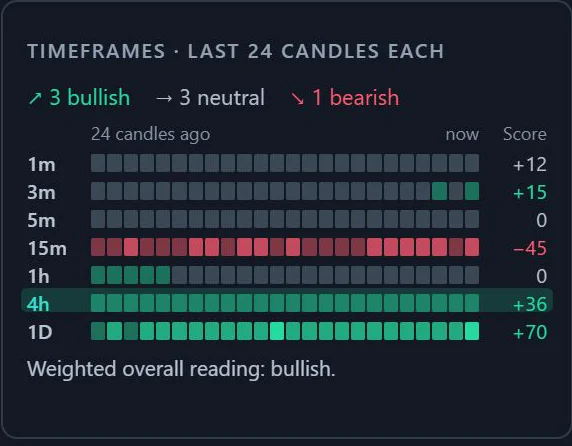 TIMEFRAMES · LAST 24 CANDLES EACH
↗ 3 bullish → 3 neutral ↘ 1 bearish
24 candles ago now Score
1m +12
3m +15
5m 0
15m −45
1h 0
4h +36
1D +70
Weighted overall reading: bullish.